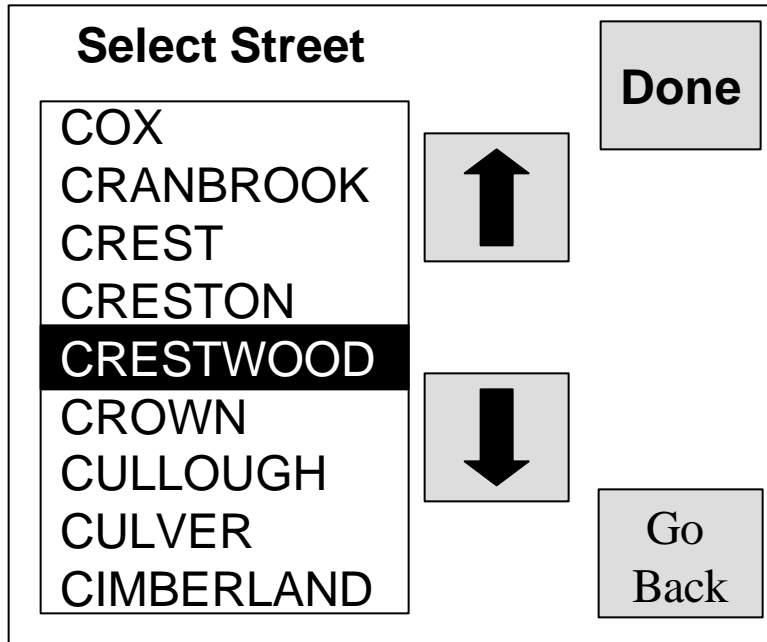 Select Street
Done
COX
CRANBROOK
CREST
CRESTON
CRESTWOOD
CROWN
CULLOUGH
CULVER
CIMBERLAND
Go
Back